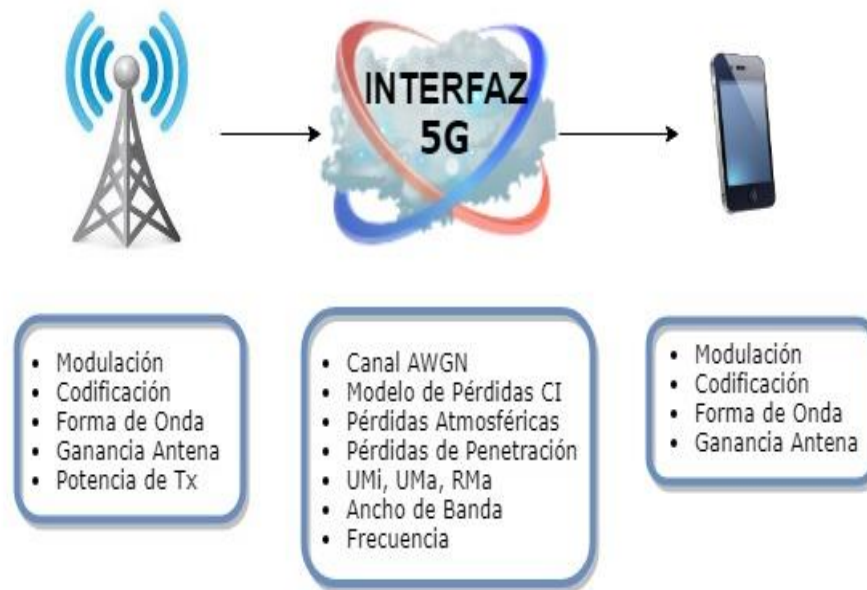 INTERFAZ
5G
• Modulación
• Codificación
• Forma de Onda
• Ganancia Antena
• Potencia de Tx
• Canal AWGN
• Modelo de Pérdidas CI
• Pérdidas Atmosféricas
• Pérdidas de Penetración
• UMi, UMa, RMa
• Ancho de Banda
• Frecuencia
• Modulación
• Codificación
• Forma de Onda
• Ganancia Antena